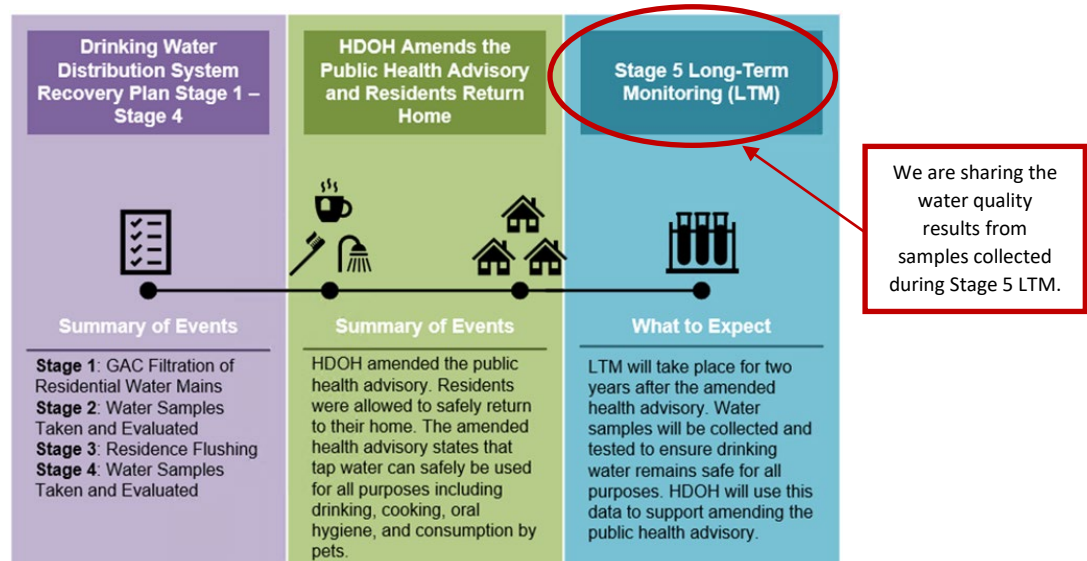 Drinking Water
Distribution System
Recovery Plan Stage 1 –
Stage 4
Summary of Events
Stage 1: GAC Filtration of
Residential Water Mains
Stage 2: Water Samples
Taken and Evaluated
Stage 3: Residence Flushing
Stage 4: Water Samples
Taken and Evaluated
HDOH Amends the
Public Health Advisory
and Residents Return
Home
Summary of Events
HDOH amended the public
health advisory. Residents
were allowed to safely return
to their home. The amended
health advisory states that
tap water can safely be used
for all purposes including
drinking, cooking, oral
hygiene, and consumption by
pets.
Stage 5 Long-Term
Monitoring (LTM)
What to Expect
LTM will take place for two
years after the amended
health advisory. Water
samples will be collected and
tested to ensure drinking
water remains safe for all
purposes. HDOH will use this
data to support amending the
public health advisory.
We are sharing the
water quality
results from
samples collected
during Stage 5 LTM.